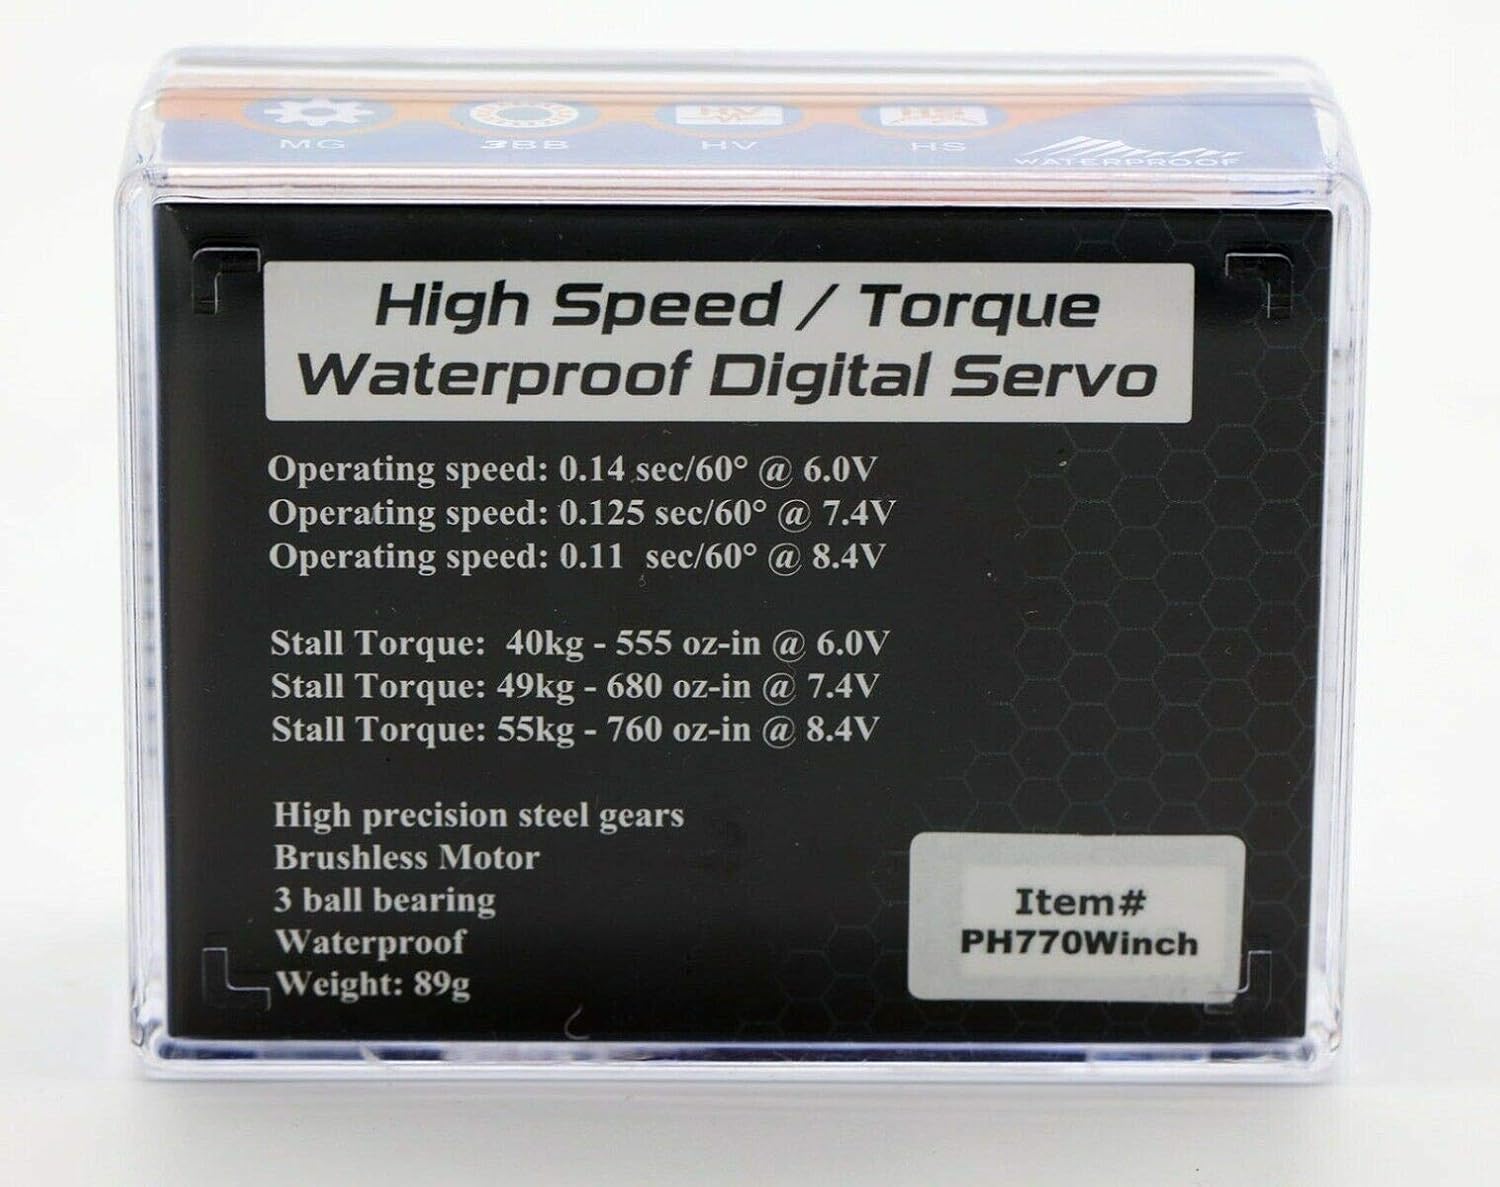 MG 3BB HV HS WATERPROOF
High Speed / Torque
Waterproof Digital Servo
Operating speed: 0.14 sec/60° @ 6.0V
Operating speed: 0.125 sec/60° @ 7.4V
Operating speed: 0.11 sec/60° @ 8.4V
Stall Torque: 40kg - 555 oz-in @ 6.0V
Stall Torque: 49kg - 680 oz-in @ 7.4V
Stall Torque: 55kg - 760 oz-in @ 8.4V
High precision steel gears
Brushless Motor
3 ball bearing
Waterproof
Weight: 89g
Item#
PH770Winch